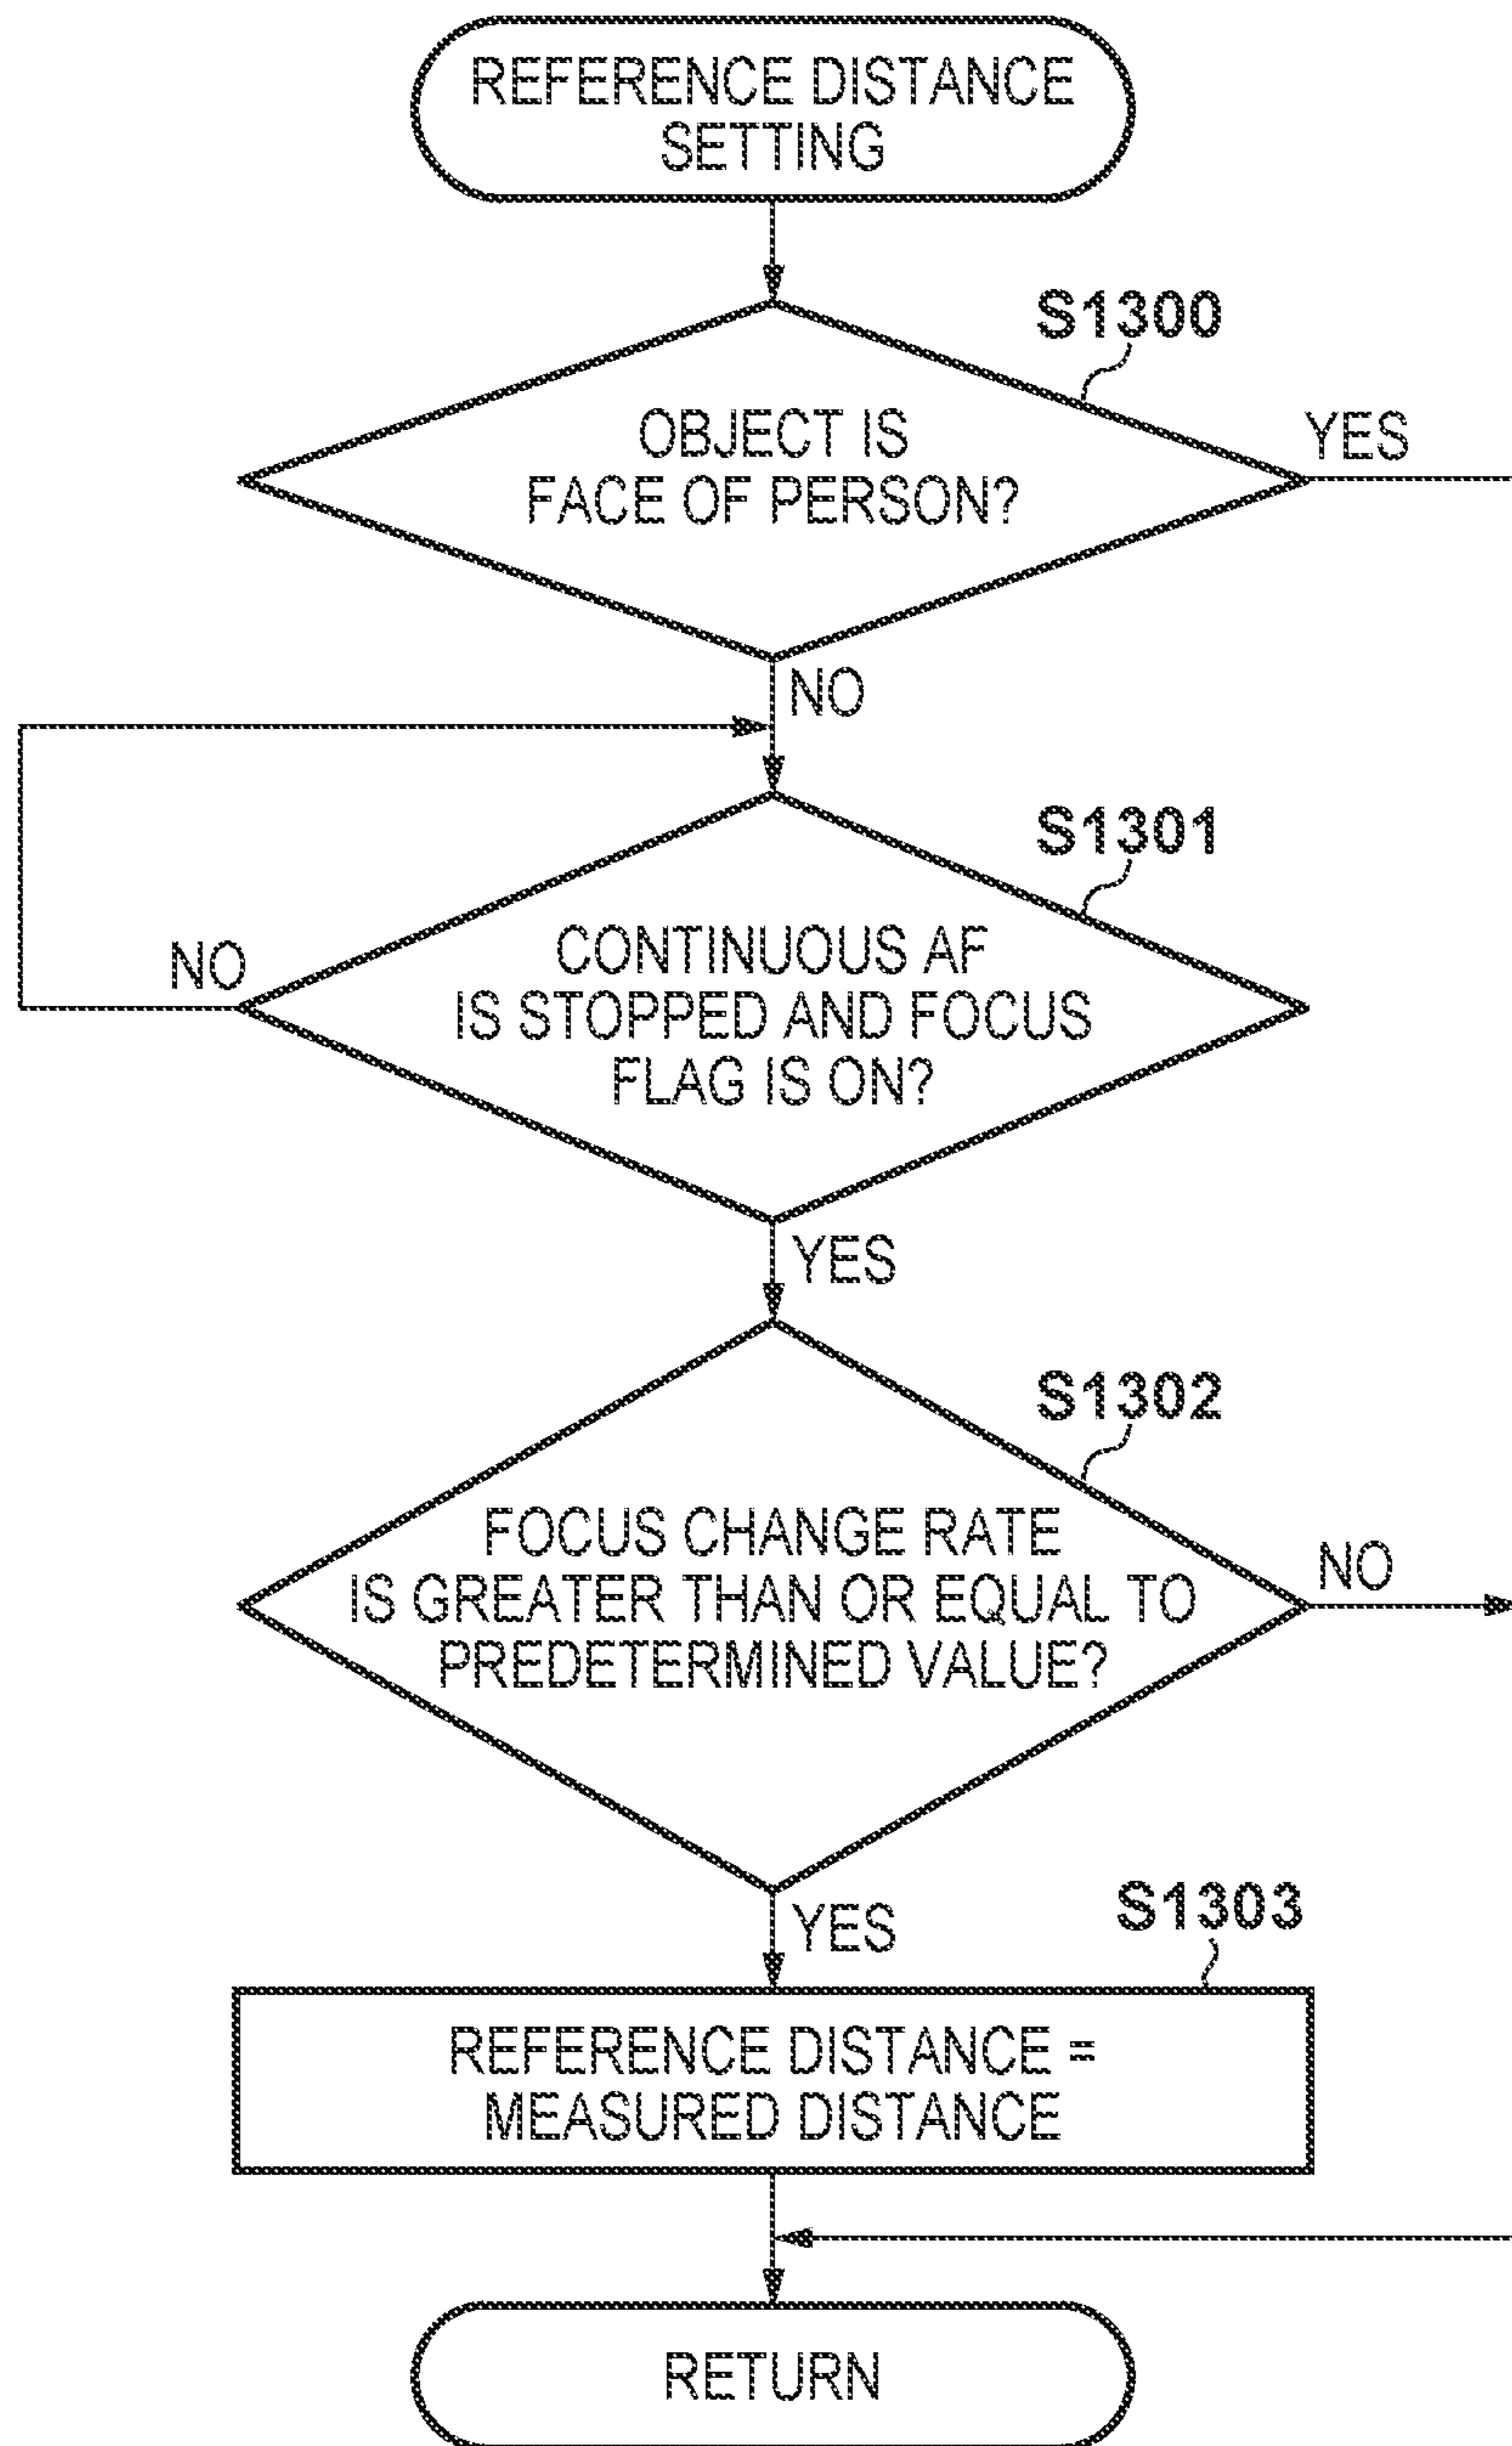 REFERENCE DISTANCE
SETTING
S1300
OBJECT IS
FACE OF PERSON?
YES
NO
S1301
CONTINUOUS AF
IS STOPPED AND FOCUS
FLAG IS ON?
NO
YES
S1302
FOCUS CHANGE RATE
IS GREATER THAN OR EQUAL TO
PREDETERMINED VALUE?
NO
YES
S1303
REFERENCE DISTANCE =
MEASURED DISTANCE
RETURN